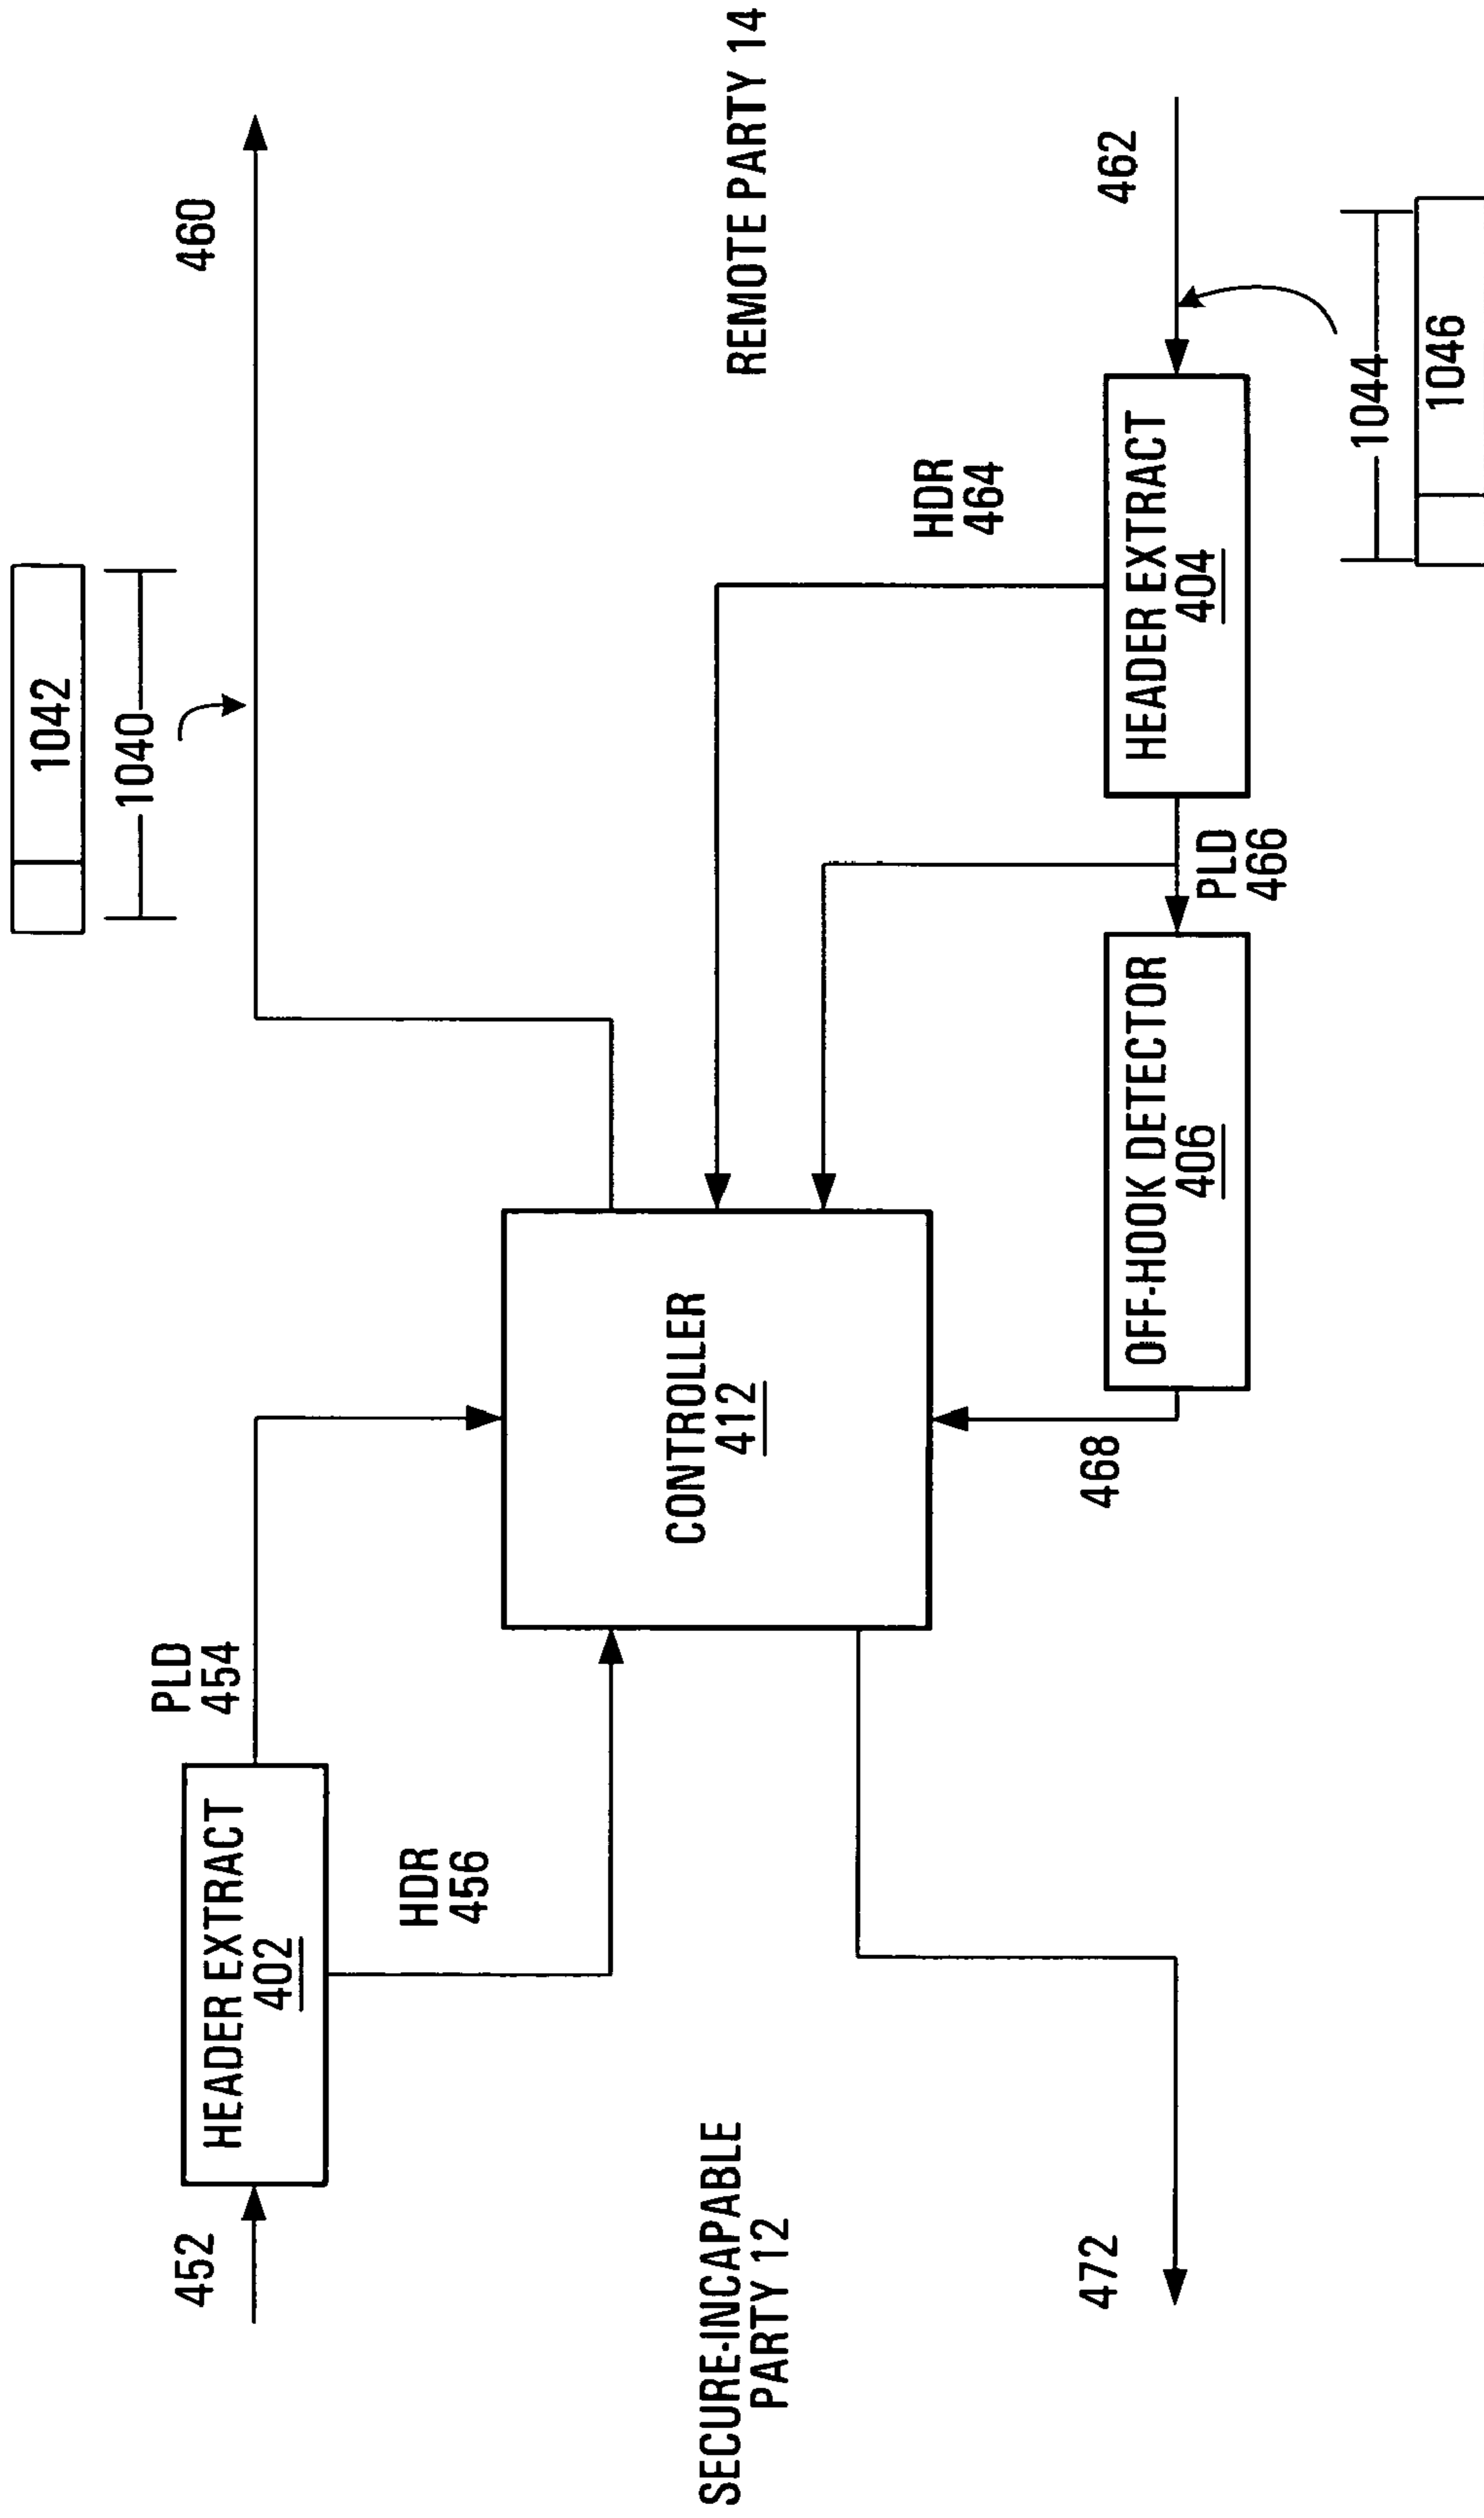 1042
1040
460
452
HEADER EXTRACT
402
PLD
454
HDR
456
SECURE-INCAPABLE
PARTY 12
CONTROLLER
412
REMOTE PARTY 14
HDR
464
472
468
OFF-HOOK DETECTOR
406
PLD
466
HEADER EXTRACT
404
462
1044
1046